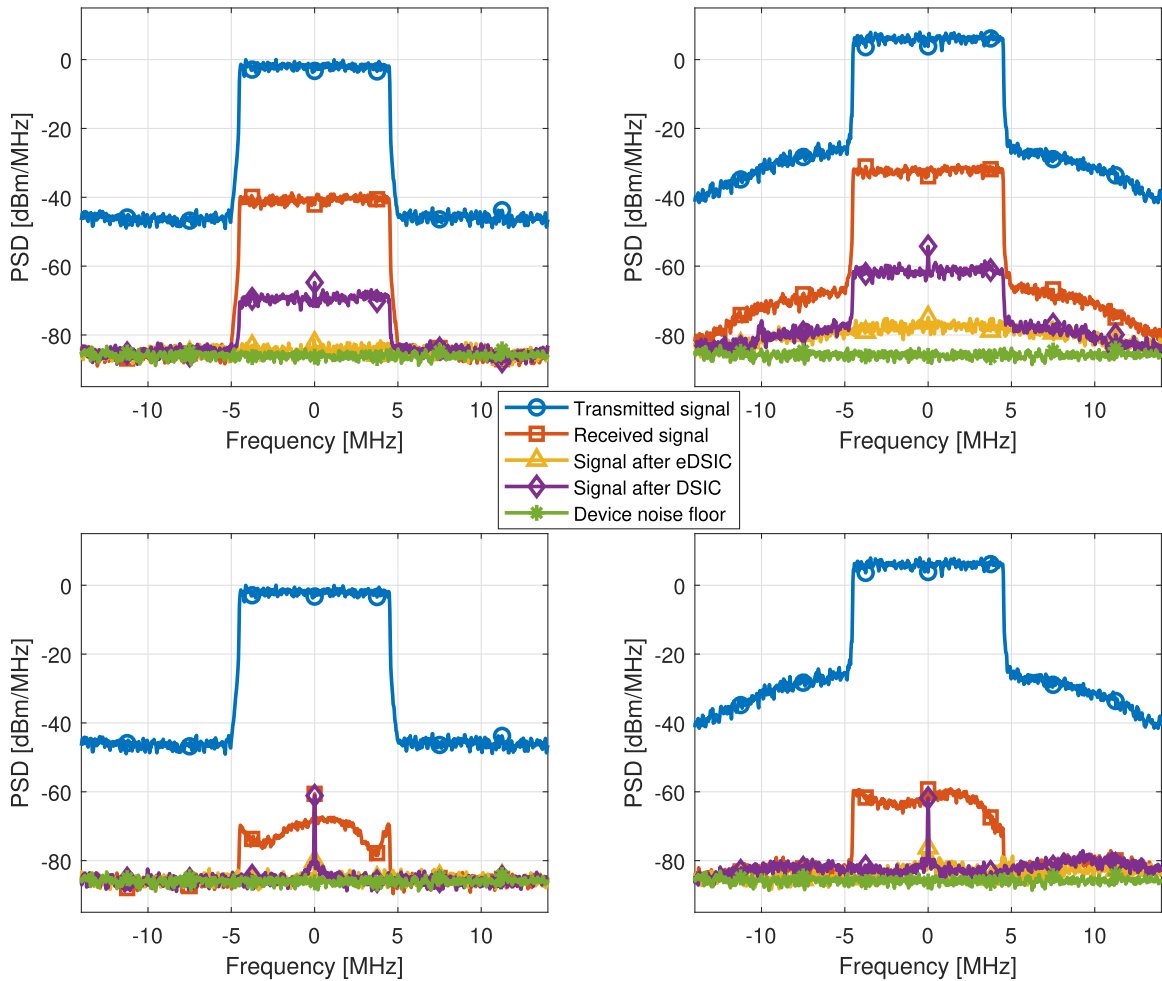 0
-20
-40
-60
-80
PSD [dBm/MHz]
-10 -5 0 5 10
Frequency [MHz]
0
-20
-40
-60
-80
PSD [dBm/MHz]
-10 -5 0 5 10
Frequency [MHz]
Transmitted signal
Received signal
Signal after eDSIC
Signal after DSIC
Device noise floor
0
-20
-40
-60
-80
PSD [dBm/MHz]
-10 -5 0 5 10
Frequency [MHz]
0
-20
-40
-60
-80
PSD [dBm/MHz]
-10 -5 0 5 10
Frequency [MHz]